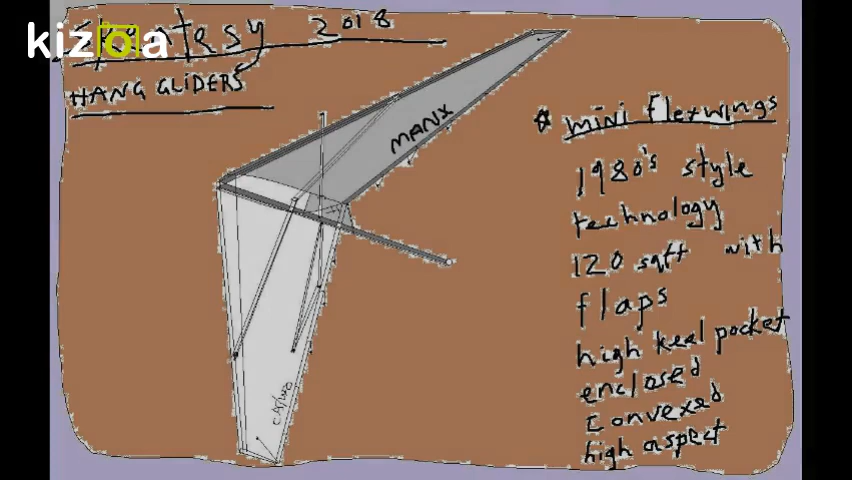 kizoa
2018
HANG GLIDERS
MANX
* mini flexwings
1980's style
technology
120 sqft with
flaps
high keal pocket
enclosed
convexed
high aspect